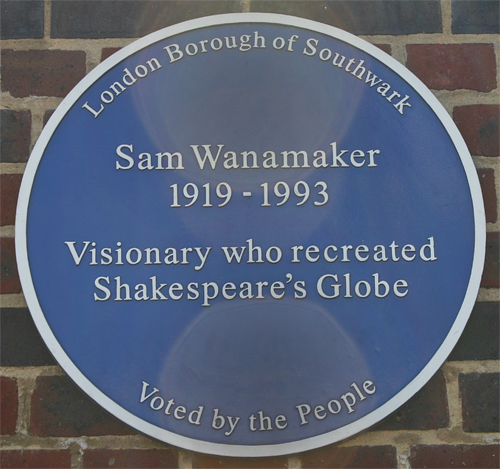 London Borough of Southwark
Sam Wanamaker
1919 - 1993
Visionary who recreated
Shakespeare's Globe
Voted by the People